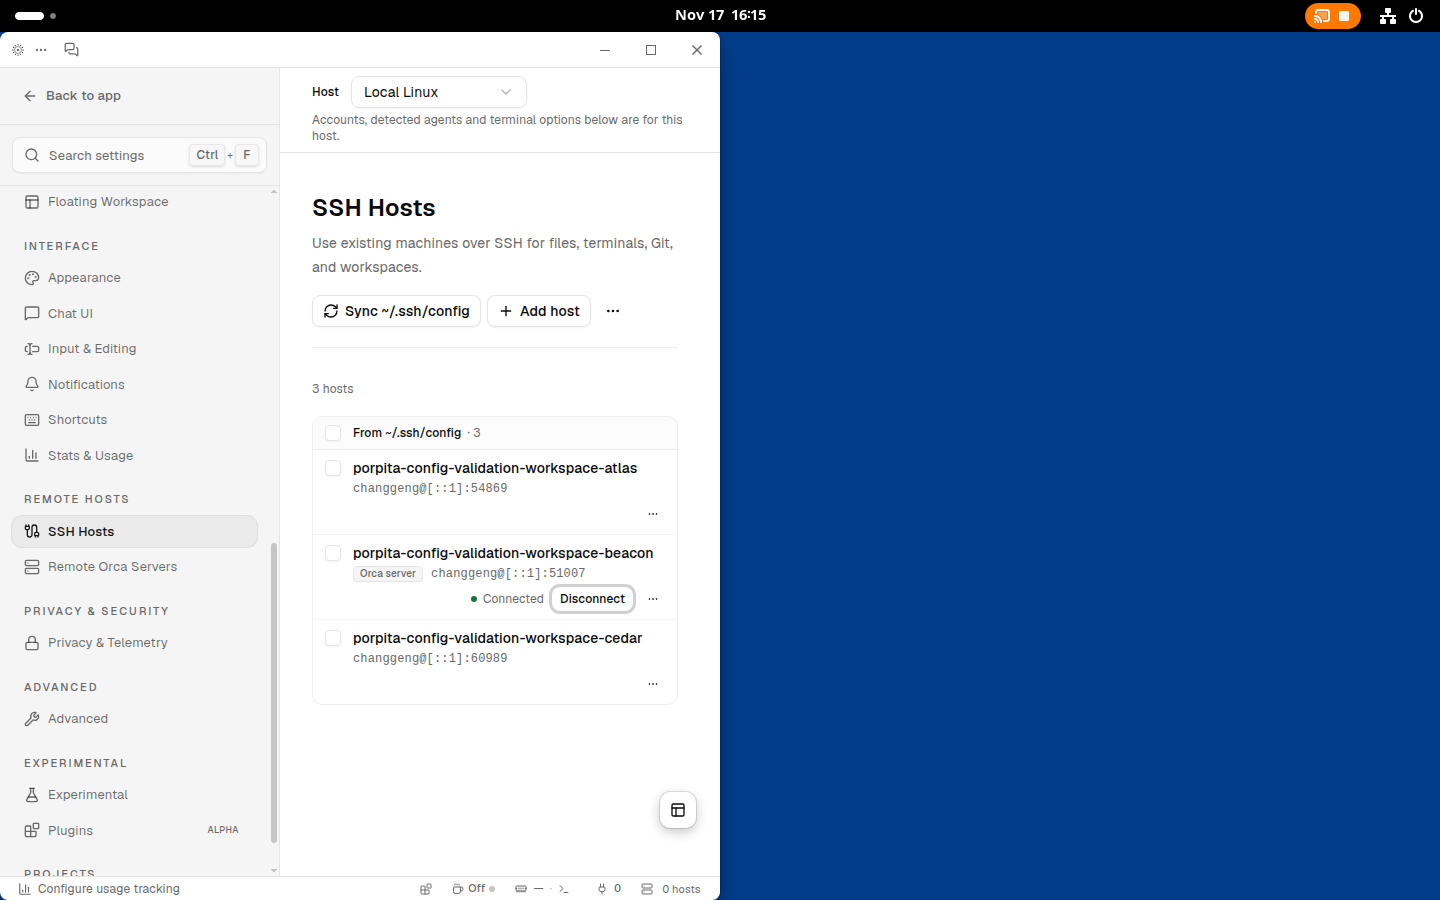 Nov 17 16:15
Back to app
Search settings Ctrl + F
Floating Workspace
INTERFACE
Appearance
Chat UI
Input & Editing
Notifications
Shortcuts
Stats & Usage
REMOTE HOSTS
SSH Hosts
Remote Orca Servers
PRIVACY & SECURITY
Privacy & Telemetry
ADVANCED
Advanced
EXPERIMENTAL
Experimental
Plugins ALPHA
PROJECTS
Host Local Linux
Accounts, detected agents and terminal options below are for this
host.
SSH Hosts
Use existing machines over SSH for files, terminals, Git,
and workspaces.
Sync ~/.ssh/config Add host
3 hosts
From ~/.ssh/config · 3
porpita-config-validation-workspace-atlas
changgeng@[::1]:54869
porpita-config-validation-workspace-beacon
Orca server changgeng@[::1]:51007
Connected Disconnect
porpita-config-validation-workspace-cedar
changgeng@[::1]:60989
Configure usage tracking Off — · 0 0 hosts